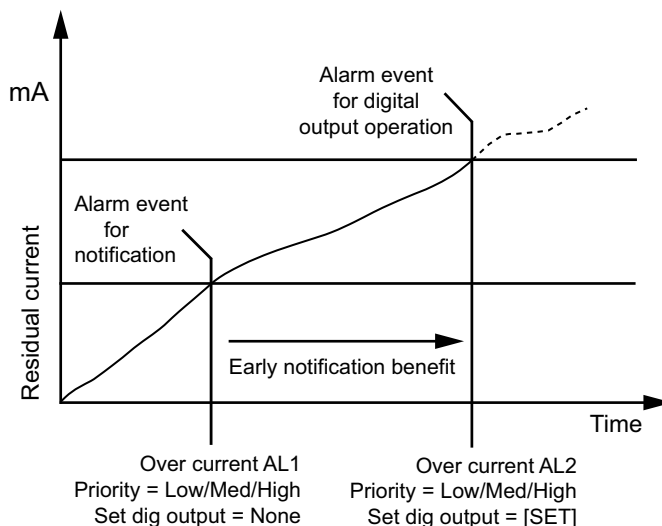 mA
Residual current
Alarm event
for digital
output operation
Alarm event
for
notification
Early notification benefit
Time
Over current AL1
Priority = Low/Med/High
Set dig output = None
Over current AL2
Priority = Low/Med/High
Set dig output = [SET]